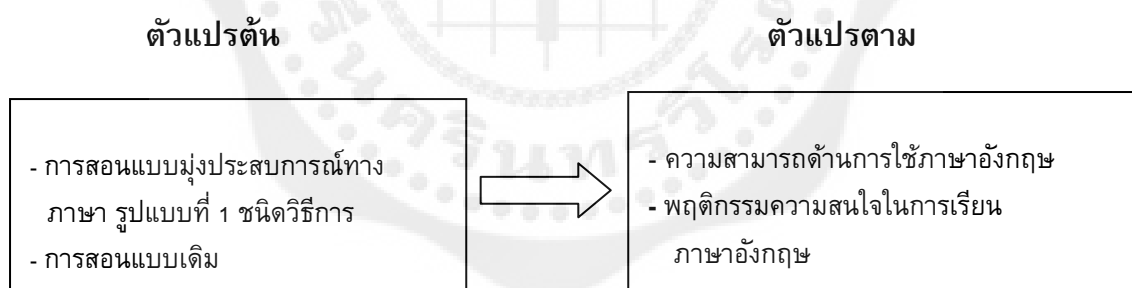 ตัวแปรต้น
ตัวแปรตาม
- การสอนแบบมุ่งประสบการณ์ทาง
ภาษา รูปแบบที่ 1 ชนิดวิธีการ
- การสอนแบบเดิม
- ความสามารถด้านการใช้ภาษาอังกฤษ
- พฤติกรรมความสนใจในการเรียน
ภาษาอังกฤษ